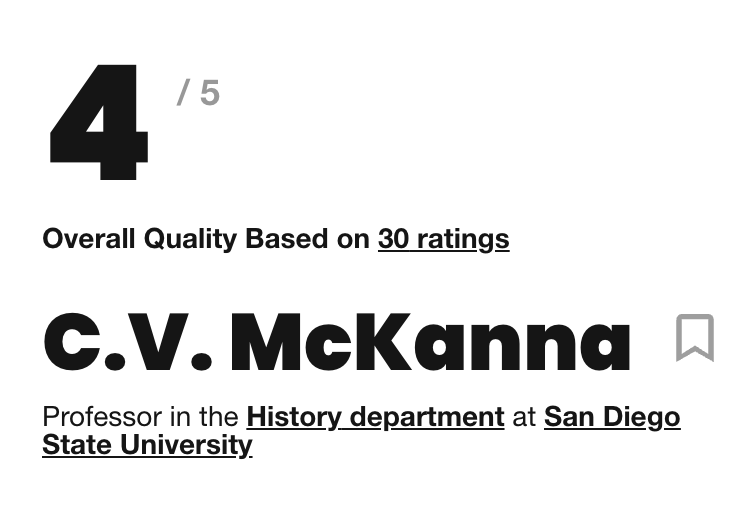 4 / 5
Overall Quality Based on 30 ratings
C.V. McKanna
Professor in the History department at San Diego
State University